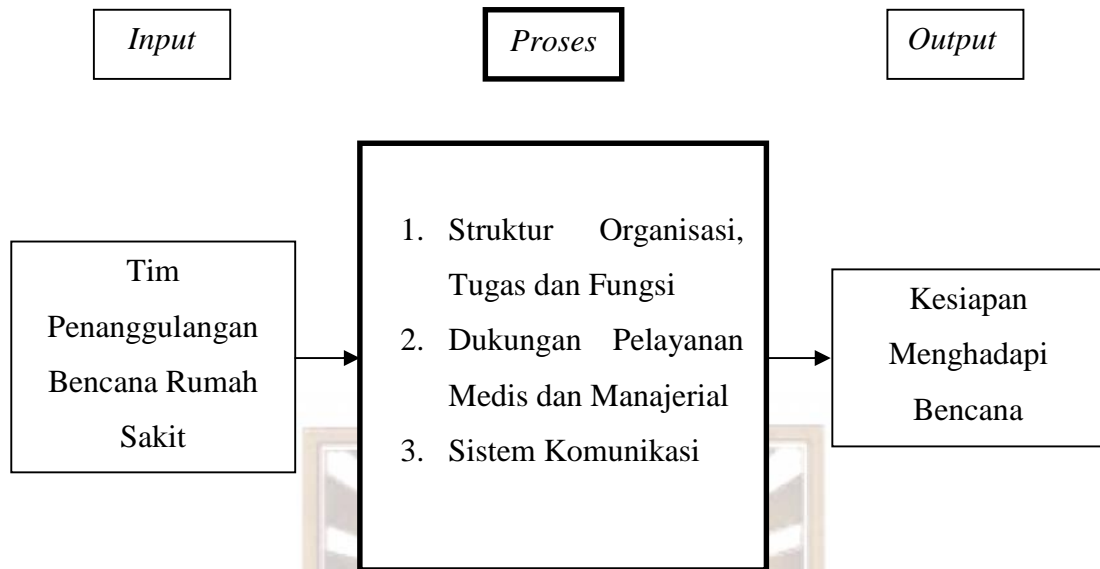 Input
Proses
Output
Tim
Penanggulangan
Bencana Rumah
Sakit
1. Struktur Organisasi,
Tugas dan Fungsi
2. Dukungan Pelayanan
Medis dan Manajerial
3. Sistem Komunikasi
Kesiapan
Menghadapi
Bencana